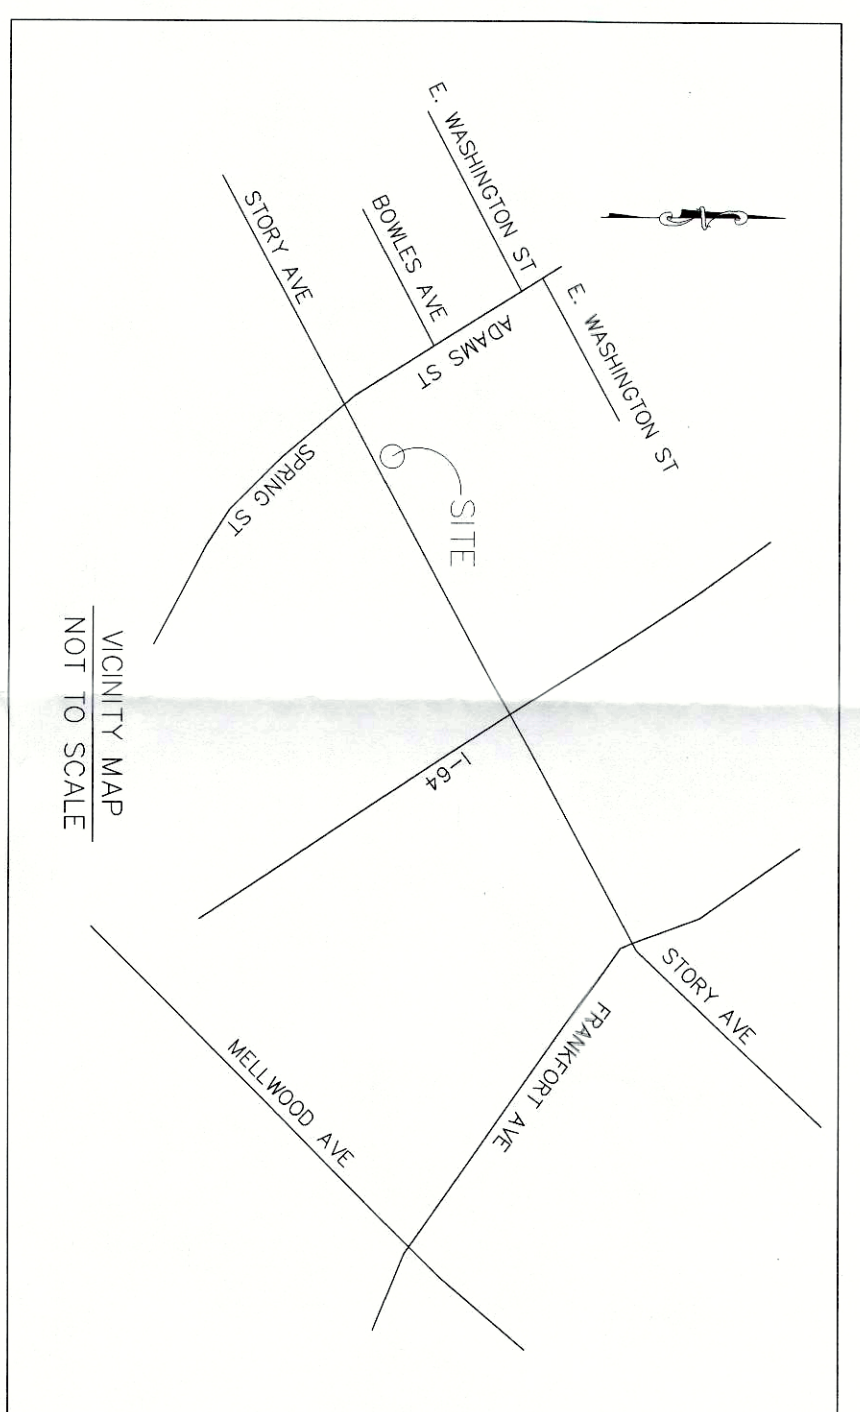 E. WASHINGTON ST
E. WASHINGTON ST
BOWLES AVE
STORY AVE
ADAMS ST
SPRING ST
SITE
I-64
STORY AVE
FRANKFORT AVE
MELLWOOD AVE
VICINITY MAP
NOT TO SCALE